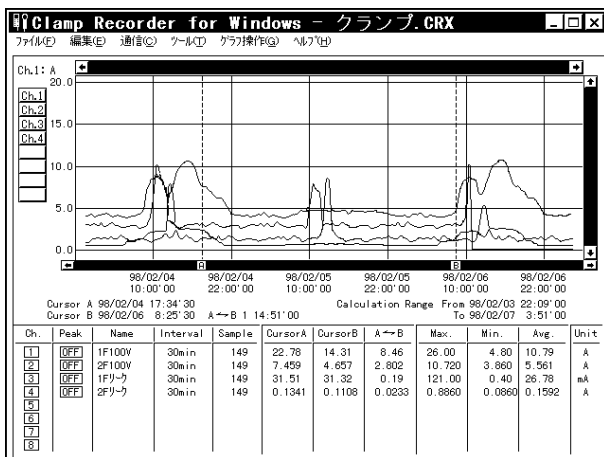 Clamp Recorder for Windows - クランプ.CRX
ファイル(F) 編集(E) 通信(C) ツール(T) グラフ操作(G) ヘルプ(H)
Ch.1: A
20.0
Ch.1
Ch.2
Ch.3
Ch.4
15.0
10.0
5.0
0.0
A B
98/02/04 98/02/04 98/02/05 98/02/05 98/02/06 98/02/06
10:00'00 22:00'00 10:00'00 22:00'00 10:00'00 22:00'00
Cursor A 98/02/04 17:34'30 Calculation Range From 98/02/03 22:09'00
Cursor B 98/02/06 8:25'30 A↔B 1 14:51'00 To 98/02/07 3:51'00
Ch. Peak Name Interval Sample CursorA CursorB A↔B Max. Min. Avg. Unit
1 OFF 1F100V 30min 149 22.78 14.31 8.46 26.00 4.80 10.79 A
2 OFF 2F100V 30min 149 7.459 4.657 2.802 10.720 3.860 5.561 A
3 OFF 1Fリーク 30min 149 31.51 31.32 0.19 121.00 0.40 26.78 mA
4 OFF 2Fリーク 30min 149 0.1341 0.1108 0.0233 0.8860 0.0860 0.1592 A
5
6
7
8